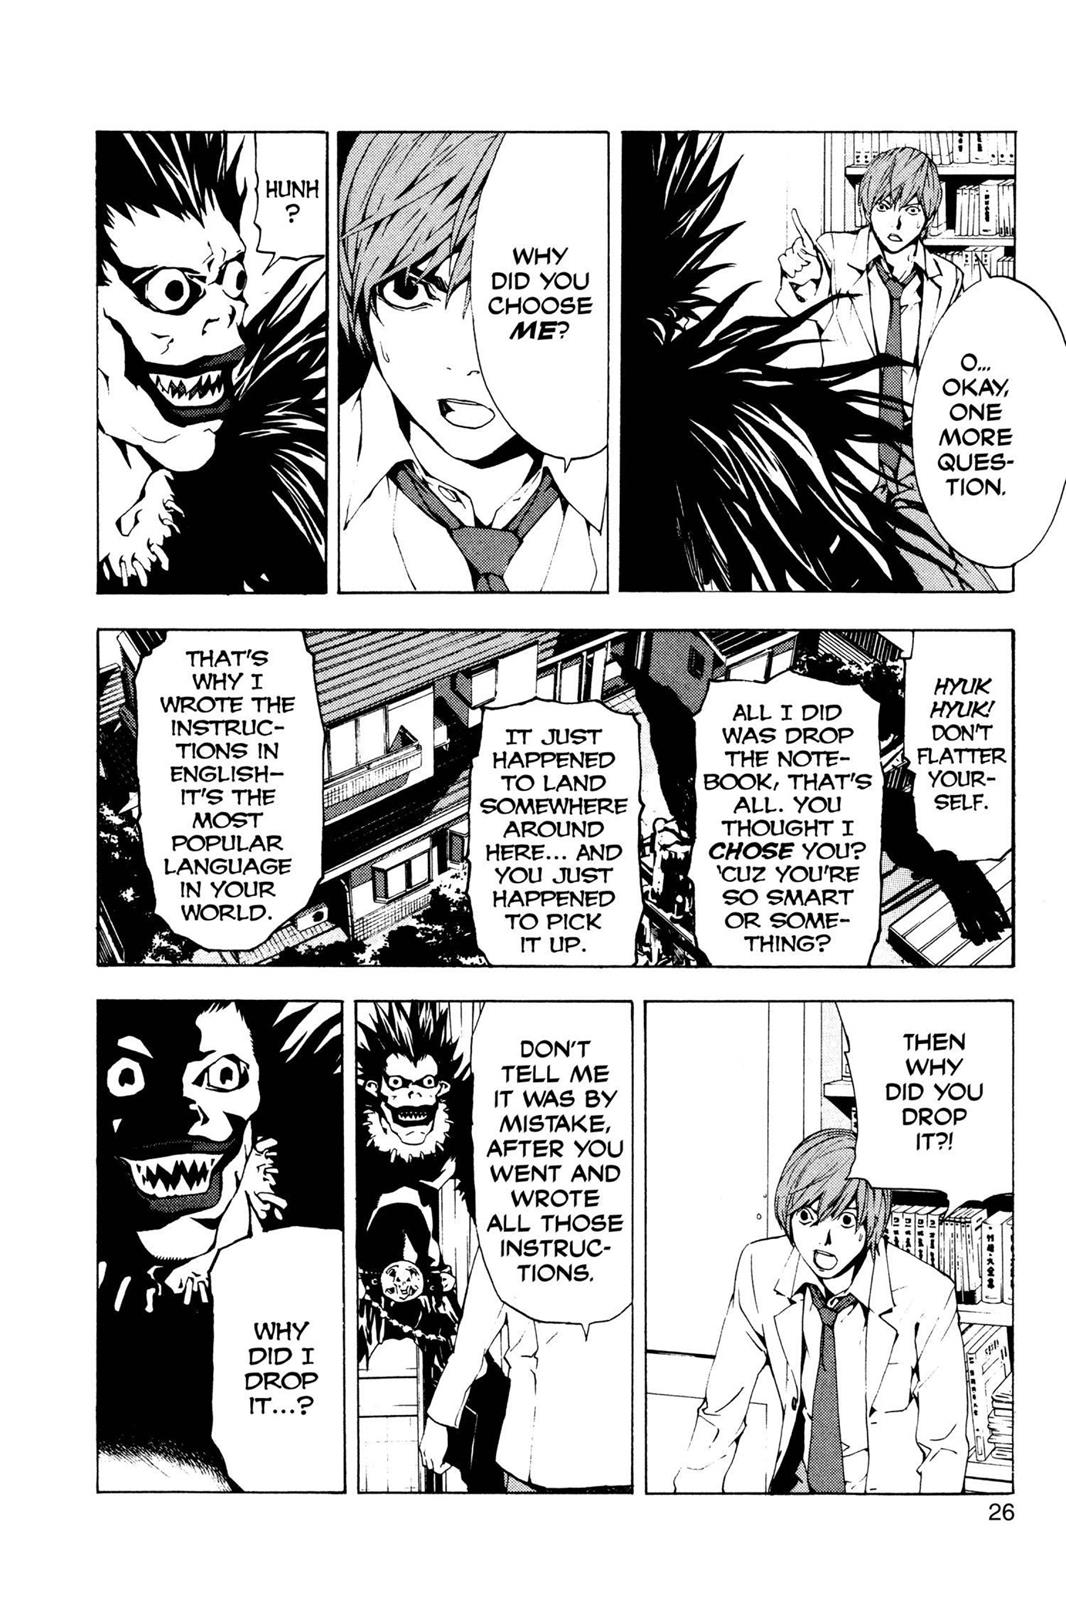 O...
OKAY,
ONE
MORE
QUES-
TION.
WHY
DID YOU
CHOOSE
ME?
HUNH
?
HYUK
HYUK!
DON'T
FLATTER
YOUR-
SELF.
ALL I DID
WAS DROP
THE NOTE-
BOOK, THAT'S
ALL. YOU
THOUGHT I
CHOSE YOU?
'CUZ YOU'RE
SO SMART
OR SOME-
THING?
IT JUST
HAPPENED
TO LAND
SOMEWHERE
AROUND
HERE... AND
YOU JUST
HAPPENED
TO PICK
IT UP.
THAT'S
WHY I
WROTE THE
INSTRUC-
TIONS IN
ENGLISH—
IT'S THE
MOST
POPULAR
LANGUAGE
IN YOUR
WORLD.
THEN
WHY
DID YOU
DROP
IT?!
DON'T
TELL ME
IT WAS BY
MISTAKE,
AFTER YOU
WENT AND
WROTE
ALL THOSE
INSTRUC-
TIONS.
WHY
DID I
DROP
IT...?
26